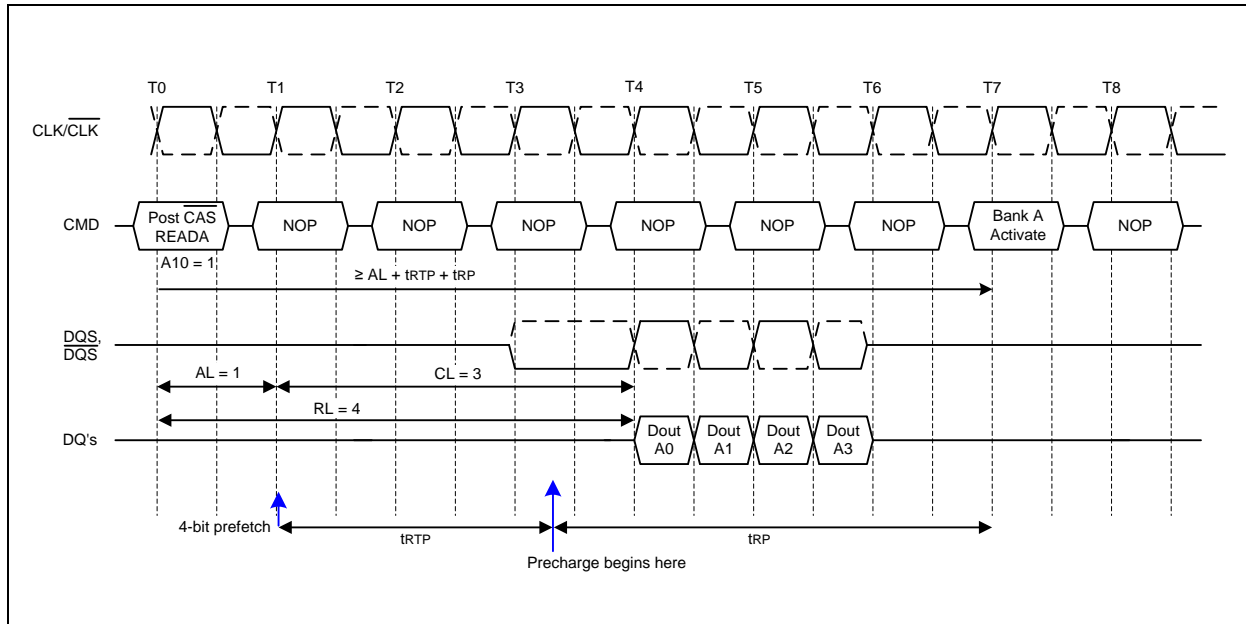 T0 T1 T2 T3 T4 T5 T6 T7 T8
CLK/CLK
CMD
Post CAS
READA
NOP
NOP
NOP
NOP
NOP
NOP
Bank A
Activate
NOP
A10 = 1
≥ AL + tRTP + tRP
DQS,
DQS
AL = 1
CL = 3
RL = 4
DQ's
Dout
A0
Dout
A1
Dout
A2
Dout
A3
4-bit prefetch
tRTP
tRP
Precharge begins here